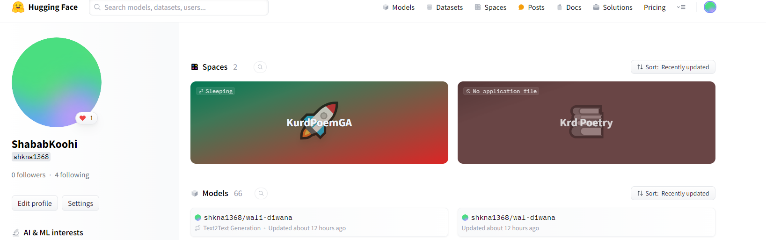 Hugging Face
Search models, datasets, users...
Models
Datasets
Spaces
Posts
Docs
Solutions
Pricing
1
ShababKoohi
shkna1368
0 followers · 4 following
Edit profile
Settings
AI & ML interests
Spaces 2
Sort: Recently updated
Sleeping
KurdPoemGA
No application file
Krd Poetry
Models 66
Sort: Recently updated
shkna1368/wali-diwana
Text2Text Generation · Updated about 12 hours ago
shkna1368/wal-diwana
Updated about 12 hours ago